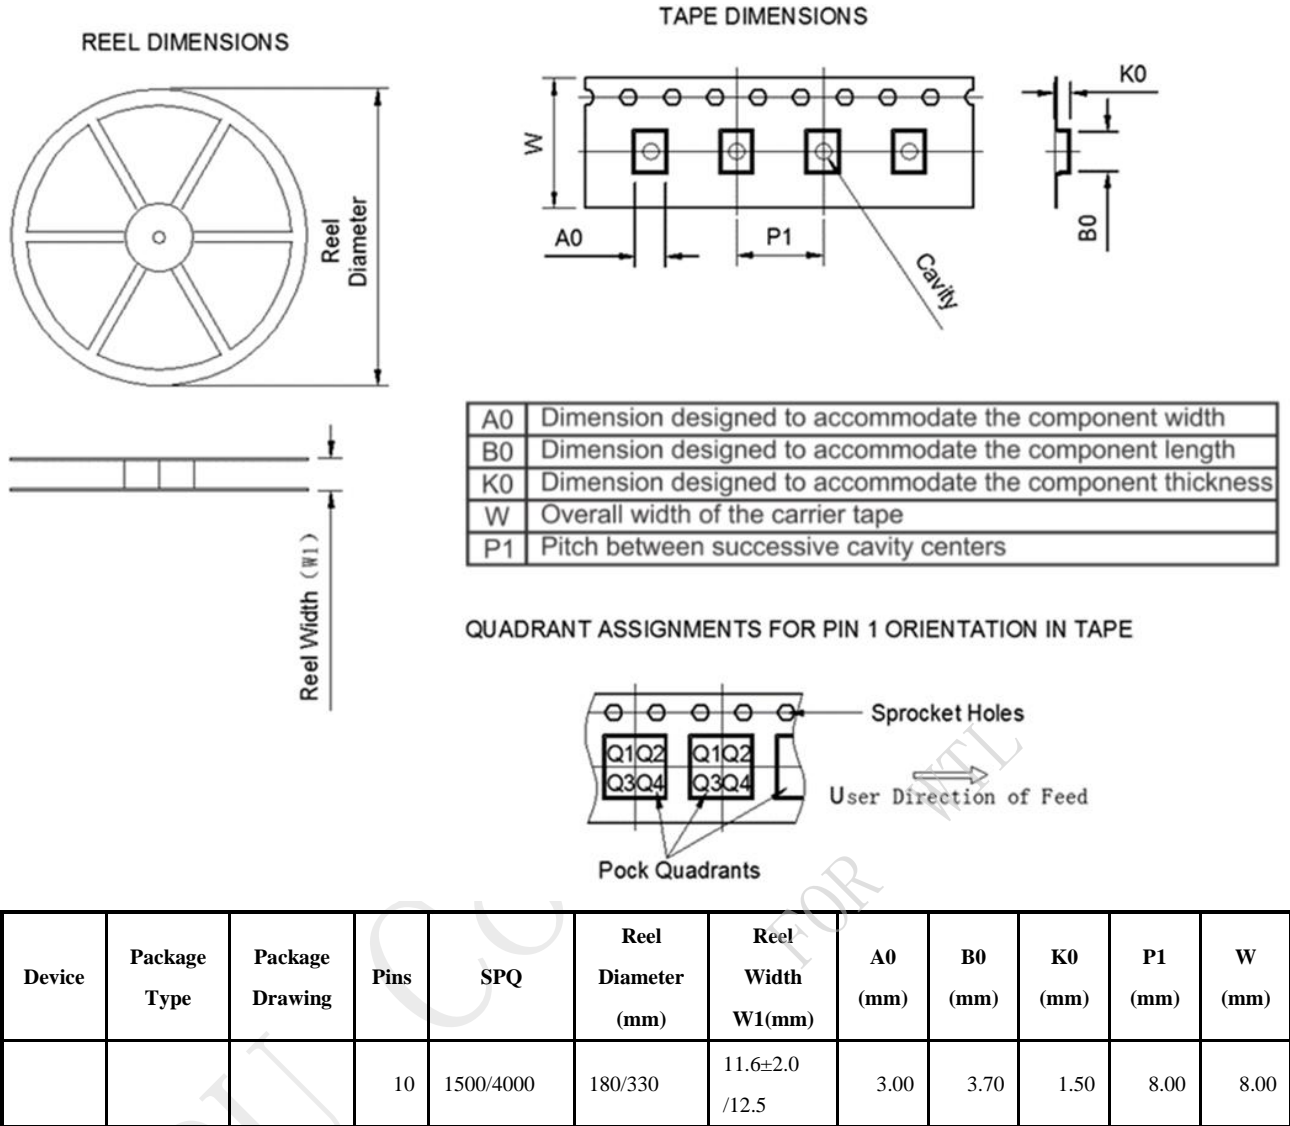 REEL DIMENSIONS
Reel
Diameter
Reel Width (W1)
TAPE DIMENSIONS
W
A0
P1
Cavity
K0
B0
A0 Dimension designed to accommodate the component width
B0 Dimension designed to accommodate the component length
K0 Dimension designed to accommodate the component thickness
W Overall width of the carrier tape
P1 Pitch between successive cavity centers
QUADRANT ASSIGNMENTS FOR PIN 1 ORIENTATION IN TAPE
Sprocket Holes
Q1 Q2 Q1 Q2
Q3 Q4 Q3 Q4
User Direction of Feed
Pock Quadrants
FOR WTL
Device Package Type Package Drawing Pins SPQ Reel Diameter (mm) Reel Width W1(mm) A0 (mm) B0 (mm) K0 (mm) P1 (mm) W (mm)
10 1500/4000 180/330 11.6±2.0 /12.5 3.00 3.70 1.50 8.00 8.00